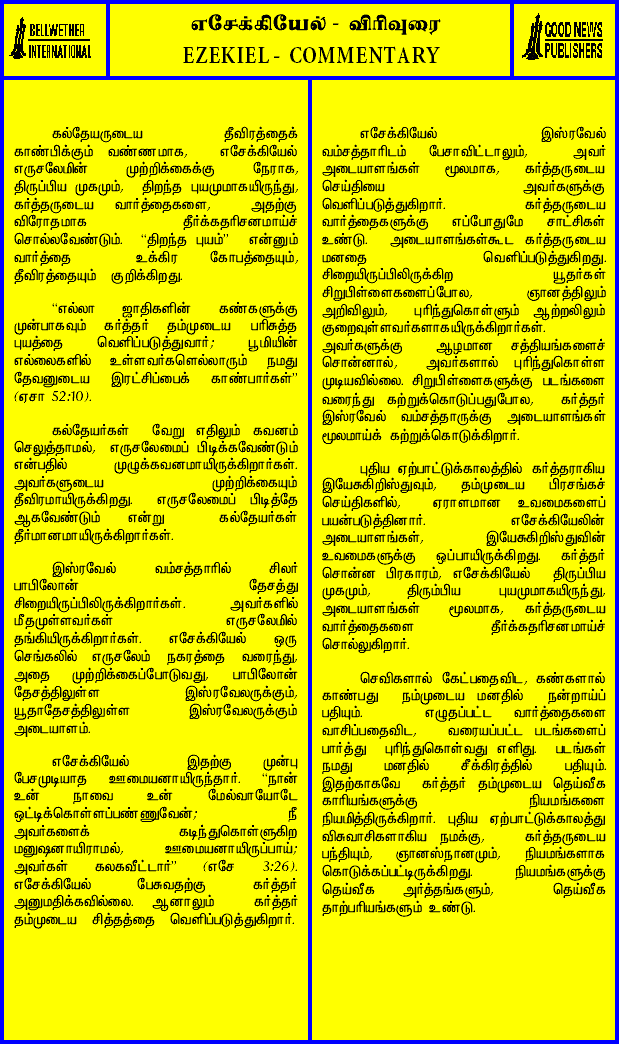 BELLWETHER
INTERNATIONAL
எசேக்கியேல் - விரிவுரை
EZEKIEL - COMMENTARY
GOOD NEWS
PUBLISHERS
கல்தேயருடைய தீவிரத்தைக்
காண்பிக்கும் வண்ணமாக, எசேக்கியேல்
எருசலேமின் முற்றிக்கைக்கு நேராக,
திருப்பிய முகமும், திறந்த புயமுமாகயிருந்து,
கர்த்தருடைய வார்த்தைகளை, அதற்கு
விரோதமாக தீர்க்கதரிசனமாய்ச்
சொல்லவேண்டும். “திறந்த புயம்” என்னும்
வார்த்தை உக்கிர கோபத்தையும்,
தீவிரத்தையும் குறிக்கிறது.
“எல்லா ஜாதிகளின் கண்களுக்கு
முன்பாகவும் கர்த்தர் தம்முடைய பரிசுத்த
புயத்தை வெளிப்படுத்துவார்; பூமியின்
எல்லைகளில் உள்ளவர்களெல்லாரும் நமது
தேவனுடைய இரட்சிப்பைக் காண்பார்கள்”
(ஏசா 52:10).
கல்தேயர்கள் வேறு எதிலும் கவனம்
செலுத்தாமல், எருசலேமைப் பிடிக்கவேண்டும்
என்பதில் முழுக்கவனமாயிருக்கிறார்கள்.
அவர்களுடைய முற்றிக்கையும்
தீவிரமாயிருக்கிறது. எருசலேமைப் பிடித்தே
ஆகவேண்டும் என்று கல்தேயர்கள்
தீர்மானமாயிருக்கிறார்கள்.
இஸ்ரவேல் வம்சத்தாரில் சிலர்
பாபிலோன் தேசத்து
சிறையிருப்பிலிருக்கிறார்கள். அவர்களில்
மீதமுள்ளவர்கள் எருசலேமில்
தங்கியிருக்கிறார்கள். எசேக்கியேல் ஒரு
செங்கலில் எருசலேம் நகரத்தை வரைந்து,
அதை முற்றிக்கைப்போடுவது, பாபிலோன்
தேசத்திலுள்ள இஸ்ரவேலருக்கும்,
யூதாதேசத்திலுள்ள இஸ்ரவேலருக்கும்
அடையாளம்.
எசேக்கியேல் இதற்கு முன்பு
பேசமுடியாத ஊமையனாயிருந்தார். “நான்
உன் நாவை உன் மேல்வாயோடே
ஒட்டிக்கொள்ளப்பண்ணுவேன்; நீ
அவர்களைக் கடிந்துகொள்ளுகிற
மனுஷனாயிராமல், ஊமையனாயிருப்பாய்;
அவர்கள் கலகவீட்டார்” (எசே 3:26).
எசேக்கியேல் பேசுவதற்கு கர்த்தர்
அனுமதிக்கவில்லை. ஆனாலும் கர்த்தர்
தம்முடைய சித்தத்தை வெளிப்படுத்துகிறார்.
எசேக்கியேல் இஸ்ரவேல்
வம்சத்தாரிடம் பேசாவிட்டாலும், அவர்
அடையாளங்கள் மூலமாக, கர்த்தருடைய
செய்தியை அவர்களுக்கு
வெளிப்படுத்துகிறார். கர்த்தருடைய
வார்த்தைகளுக்கு எப்போதுமே சாட்சிகள்
உண்டு. அடையாளங்கள்கூட கர்த்தருடைய
மனதை வெளிப்படுத்துகிறது.
சிறையிருப்பிலிருக்கிற யூதர்கள்
சிறுபிள்ளைகளைப்போல, ஞானத்திலும்
அறிவிலும், புரிந்துகொள்ளும் ஆற்றலிலும்
குறைவுள்ளவர்களாகயிருக்கிறார்கள்.
அவர்களுக்கு ஆழமான சத்தியங்களைச்
சொன்னால், அவர்களால் புரிந்துகொள்ள
முடியவில்லை. சிறுபிள்ளைகளுக்கு படங்களை
வரைந்து கற்றுக்கொடுப்பதுபோல, கர்த்தர்
இஸ்ரவேல் வம்சத்தாருக்கு அடையாளங்கள்
மூலமாய்க் கற்றுக்கொடுக்கிறார்.
புதிய ஏற்பாட்டுக்காலத்தில் கர்த்தராகிய
இயேசுகிறிஸ்துவும், தம்முடைய பிரசங்கச்
செய்திகளில், ஏராளமான உவமைகளைப்
பயன்படுத்தினார். எசேக்கியேலின்
அடையாளங்கள், இயேசுகிறிஸ்துவின்
உவமைகளுக்கு ஒப்பாயிருக்கிறது. கர்த்தர்
சொன்ன பிரகாரம், எசேக்கியேல் திருப்பிய
முகமும், திரும்பிய புயமுமாகயிருந்து,
அடையாளங்கள் மூலமாக, கர்த்தருடைய
வார்த்தைகளை தீர்க்கதரிசனமாய்ச்
சொல்லுகிறார்.
செவிகளால் கேட்பதைவிட, கண்களால்
காண்பது நம்முடைய மனதில் நன்றாய்ப்
பதியும். எழுதப்பட்ட வார்த்தைகளை
வாசிப்பதைவிட, வரையப்பட்ட படங்களைப்
பார்த்து புரிந்துகொள்வது எளிது. படங்கள்
நமது மனதில் சீக்கிரத்தில் பதியும்.
இதற்காகவே கர்த்தர் தம்முடைய தெய்வீக
காரியங்களுக்கு நியமங்களை
நியமித்திருக்கிறார். புதிய ஏற்பாட்டுக்காலத்து
விசுவாசிகளாகிய நமக்கு, கர்த்தருடைய
பந்தியும், ஞானஸ்நானமும், நியமங்களாக
கொடுக்கப்பட்டிருக்கிறது. நியமங்களுக்கு
தெய்வீக அர்த்தங்களும், தெய்வீக
தாற்பரியங்களும் உண்டு.